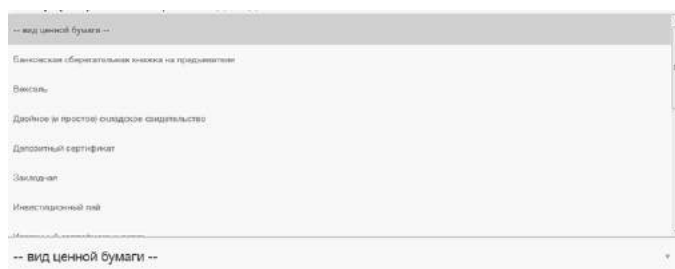 -- вид ценной бумаги --
Банковская сберегательная книжка на предъявителя
Вексель
Двойное (и простое) складское свидетельство
Депозитный сертификат
Закладная
Инвестиционный пай
-- вид ценной бумаги --